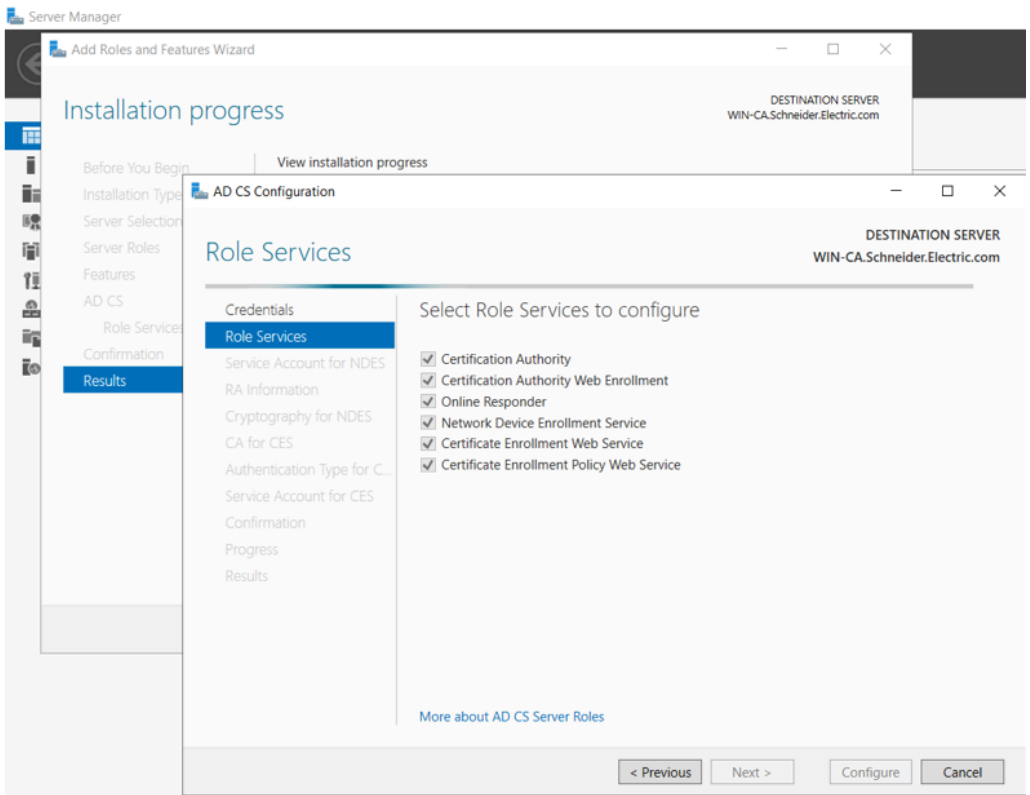 Server Manager
Add Roles and Features Wizard
Installation progress
DESTINATION SERVER
WIN-CA.Schneider.Electric.com
Before You Begin
Installation Type
Server Selection
Server Roles
Features
AD CS
Role Services
Confirmation
Results
View installation progress
AD CS Configuration
Role Services
DESTINATION SERVER
WIN-CA.Schneider.Electric.com
Credentials
Role Services
Service Account for NDES
RA Information
Cryptography for NDES
CA for CES
Authentication Type for C...
Service Account for CES
Confirmation
Progress
Results
Select Role Services to configure
Certification Authority
Certification Authority Web Enrollment
Online Responder
Network Device Enrollment Service
Certificate Enrollment Web Service
Certificate Enrollment Policy Web Service
More about AD CS Server Roles
< Previous
Next >
Configure
Cancel